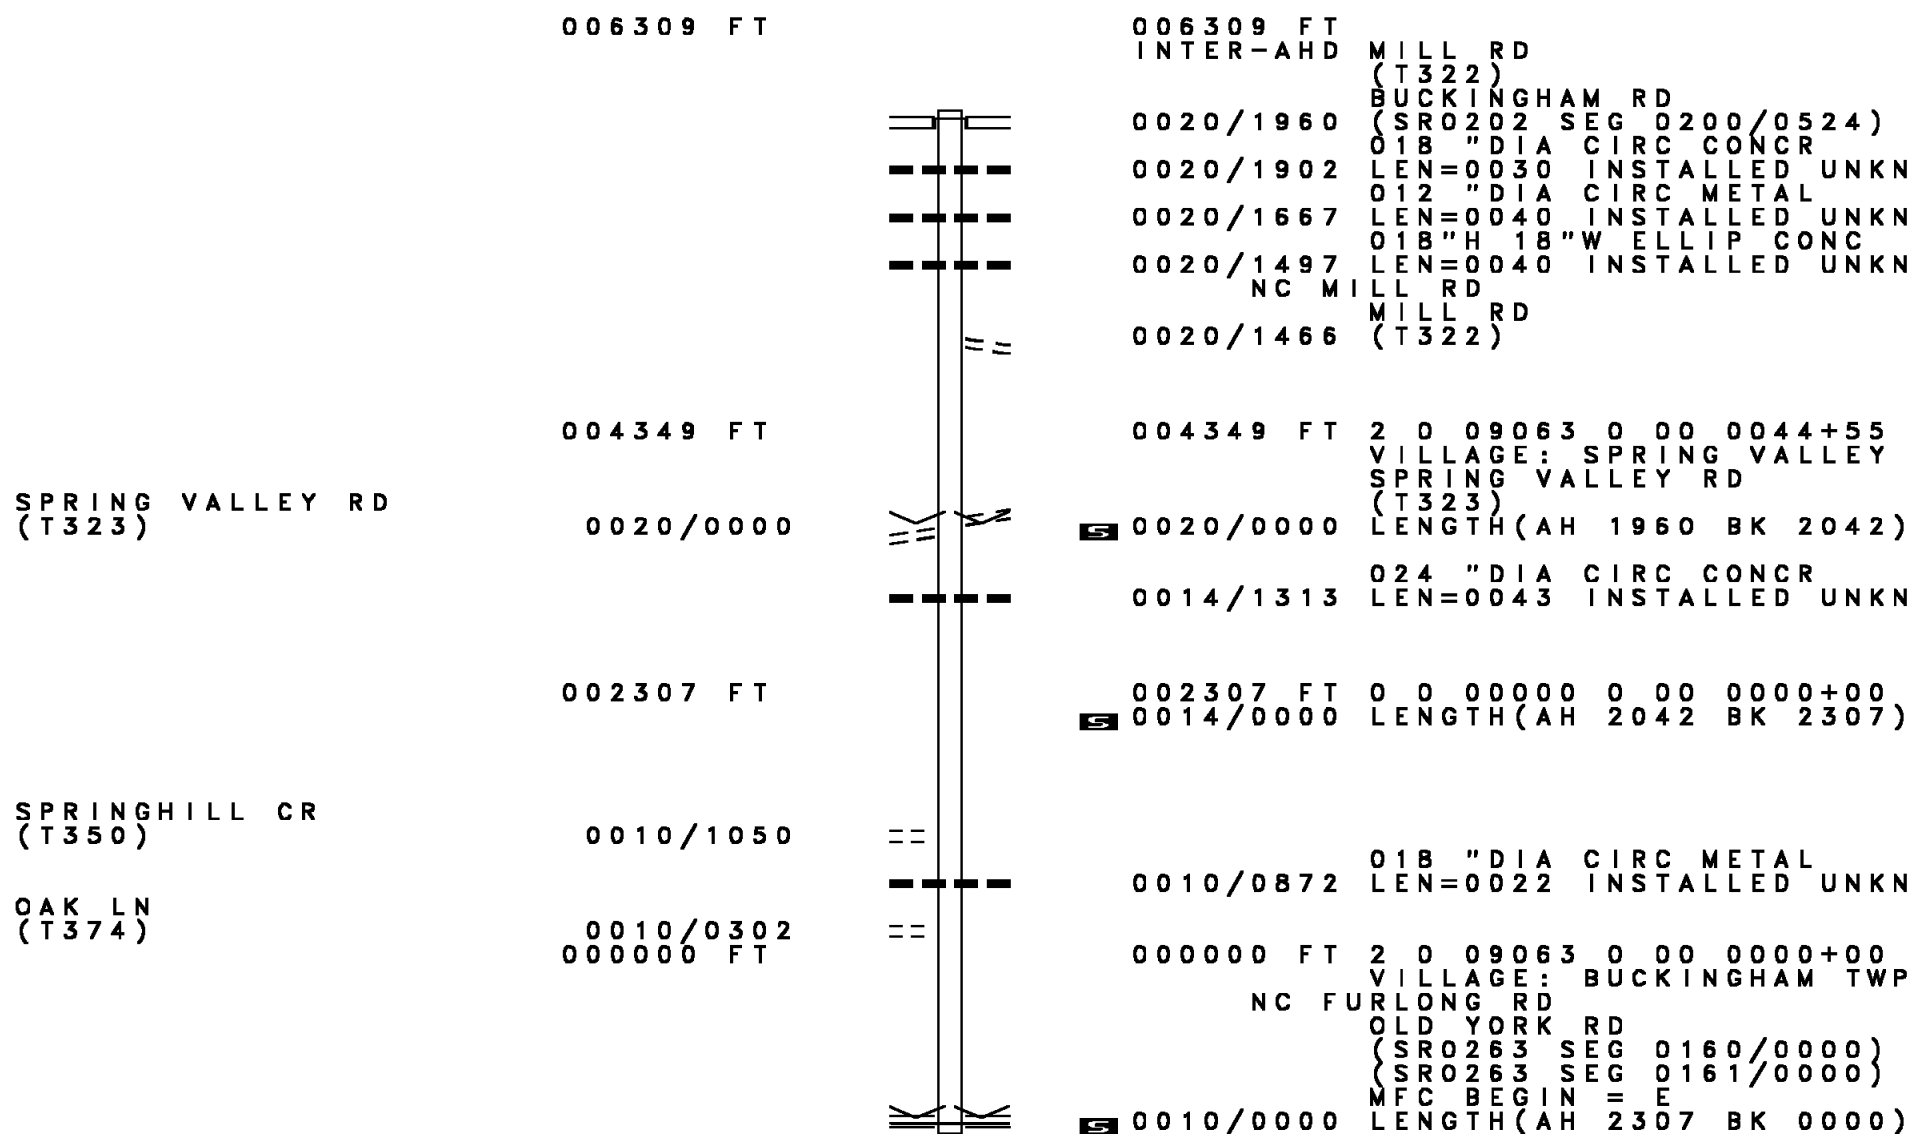 006309 FT 006309 FT
INTER-AHD MILL RD
(T322)
BUCKINGHAM RD
0020/1960 (SR0202 SEG 0200/0524)
018 "DIA CIRC CONCR
0020/1902 LEN=0030 INSTALLED UNKN
012 "DIA CIRC METAL
0020/1667 LEN=0040 INSTALLED UNKN
018"H 18"W ELLIP CONC
0020/1497 LEN=0040 INSTALLED UNKN
NC MILL RD
MILL RD
0020/1466 (T322)
004349 FT 004349 FT 2 0 09063 0 00 0044+55
VILLAGE: SPRING VALLEY
SPRING VALLEY RD
SPRING VALLEY RD (T323)
(T323) 0020/0000 S 0020/0000 LENGTH(AH 1960 BK 2042)
024 "DIA CIRC CONCR
0014/1313 LEN=0043 INSTALLED UNKN
002307 FT 002307 FT 0 0 00000 0 00 0000+00
S 0014/0000 LENGTH(AH 2042 BK 2307)
SPRINGHILL CR
(T350) 0010/1050
018 "DIA CIRC METAL
0010/0872 LEN=0022 INSTALLED UNKN
OAK LN
(T374) 0010/0302
000000 FT 000000 FT 2 0 09063 0 00 0000+00
VILLAGE: BUCKINGHAM TWP
NC FURLONG RD
OLD YORK RD
(SR0263 SEG 0160/0000)
(SR0263 SEG 0161/0000)
MFC BEGIN = E
S 0010/0000 LENGTH(AH 2307 BK 0000)